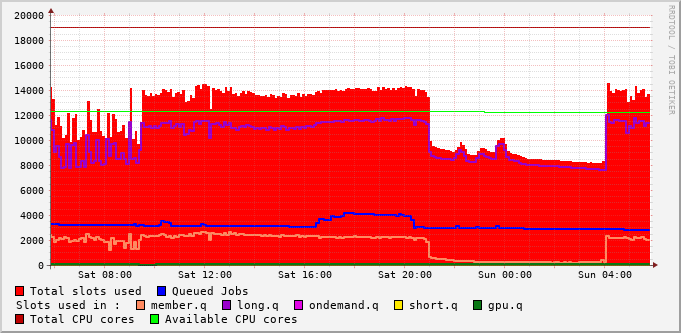 20000
18000
16000
14000
12000
10000
8000
6000
4000
2000
0
Sat 08:00 Sat 12:00 Sat 16:00 Sat 20:00 Sun 00:00 Sun 04:00
RRDTOOL / TOBI OETIKER
Total slots used Queued Jobs
Slots used in : member.q long.q ondemand.q short.q gpu.q
Total CPU cores Available CPU cores